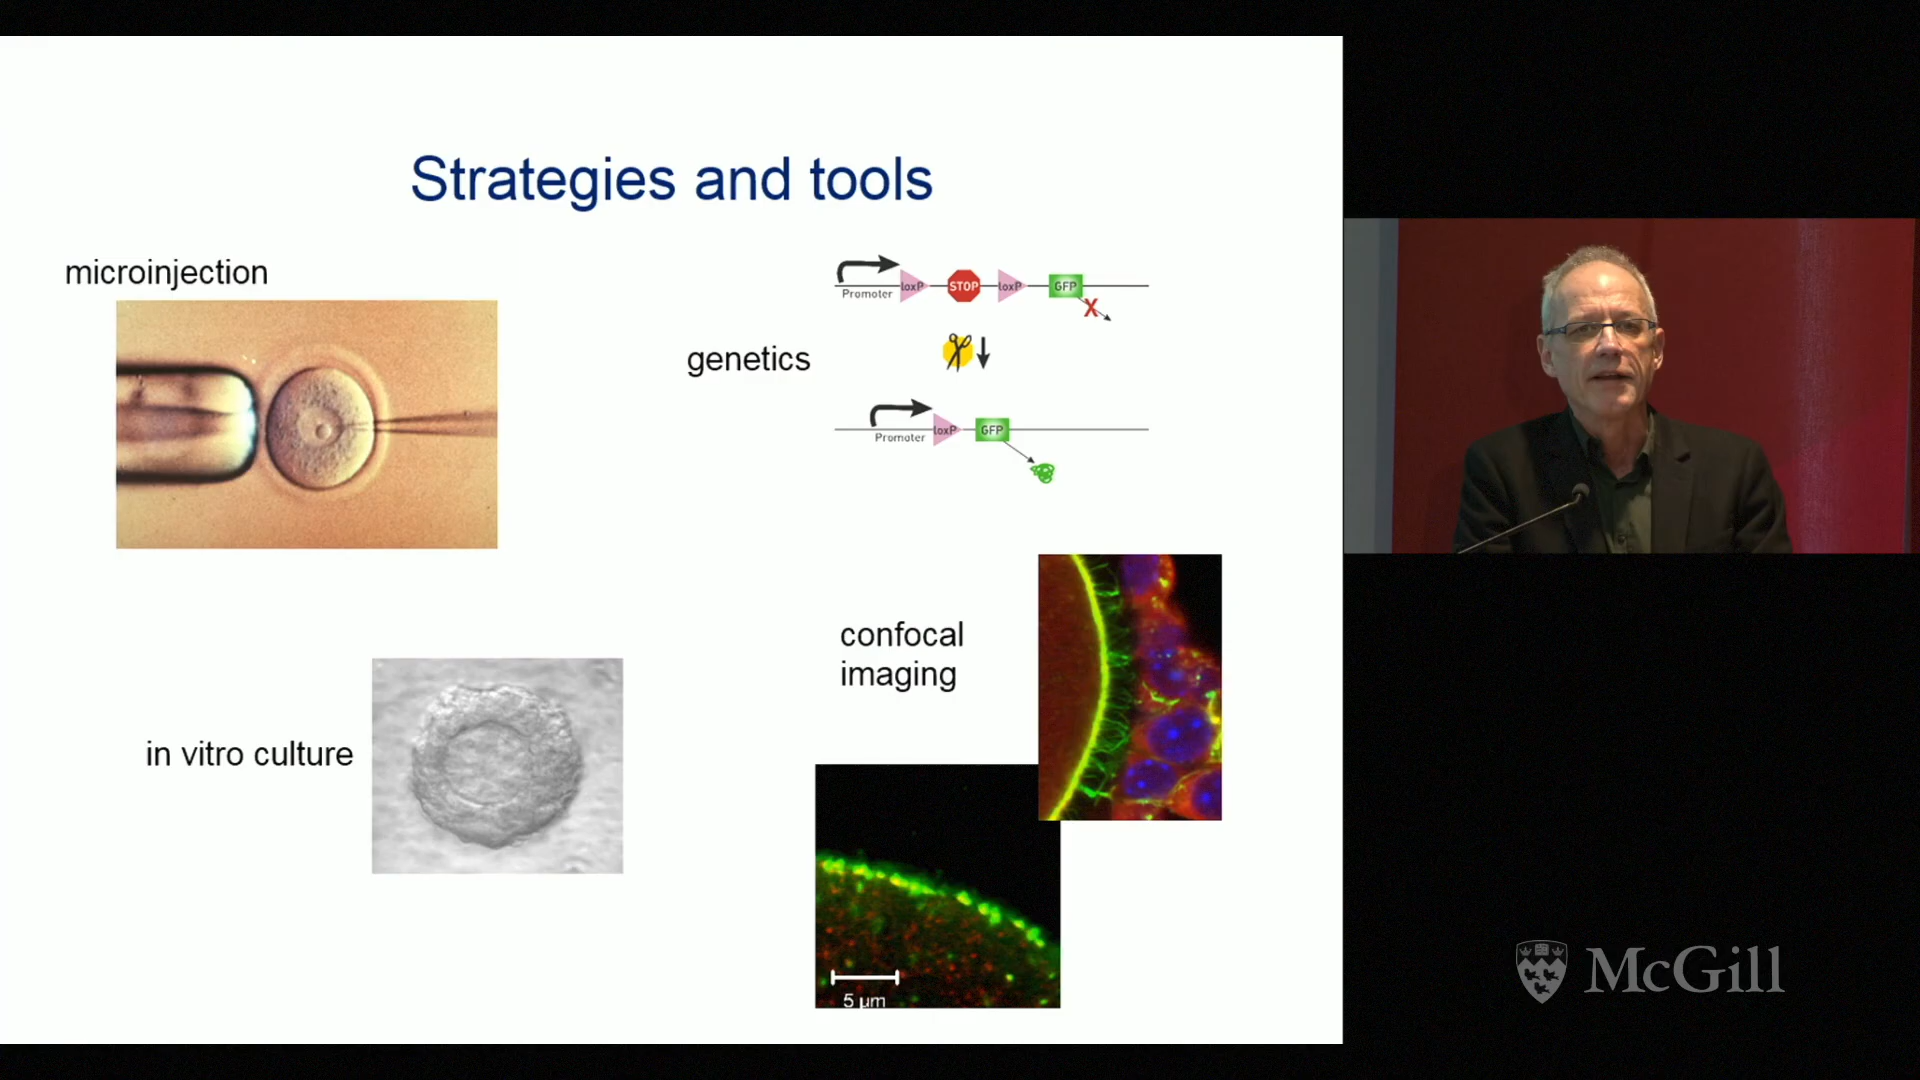 Strategies and tools
microinjection
Promoter
loxP
STOP
loxP
GFP
X
genetics
Promoter
loxP
GFP
confocal
imaging
in vitro culture
5 µm
McGill